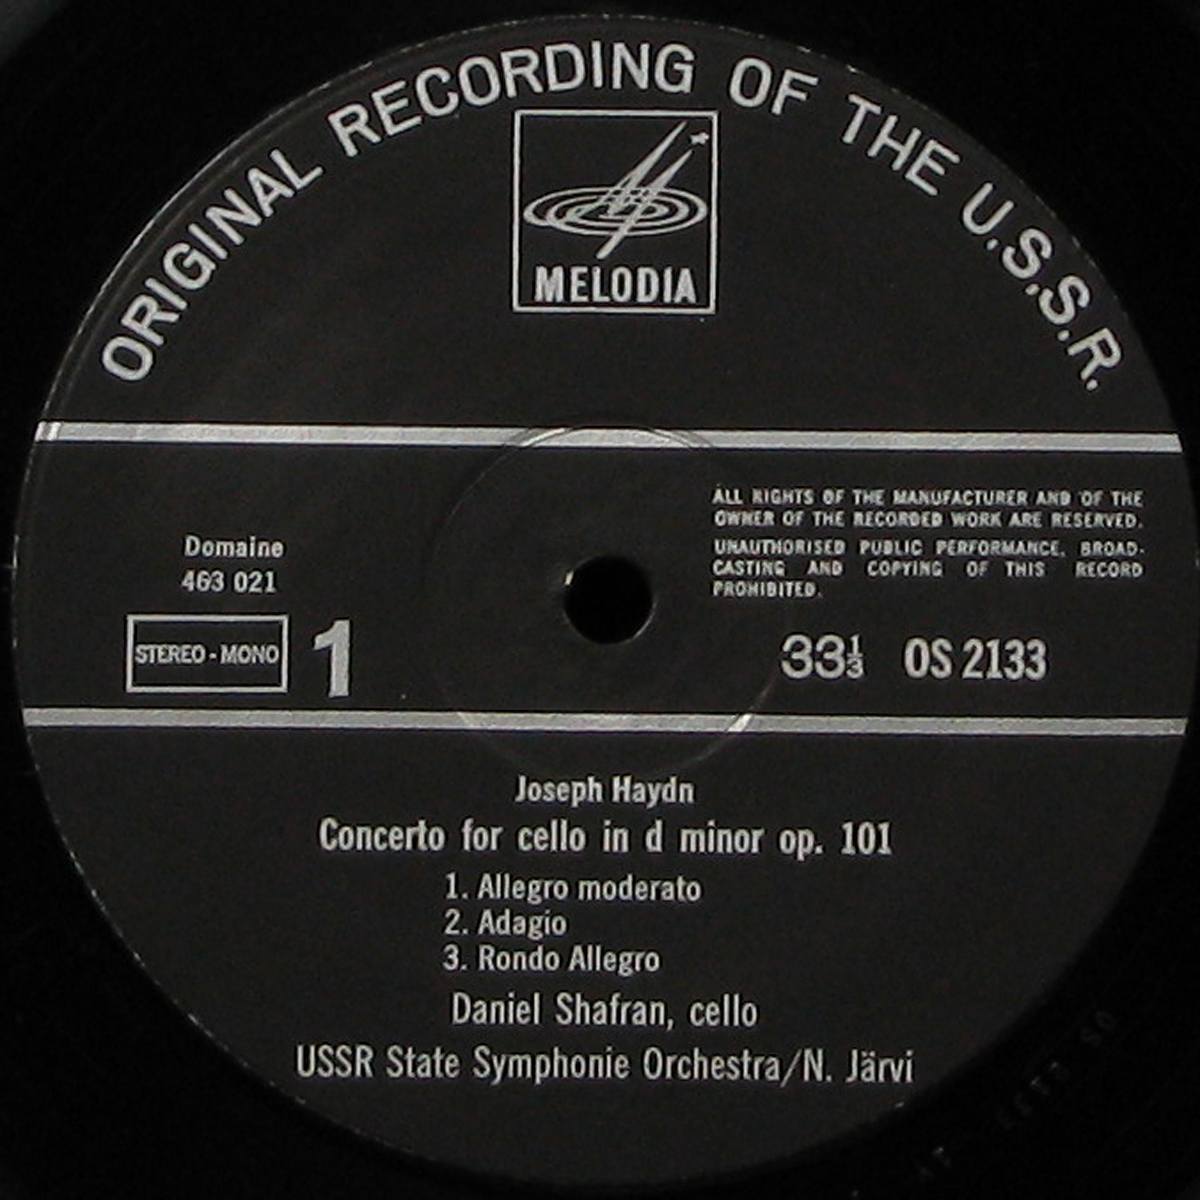 ORIGINAL RECORDING OF THE U.S.S.R.
MELODIA
ALL RIGHTS OF THE MANUFACTURER AND OF THE
OWNER OF THE RECORDED WORK ARE RESERVED.
UNAUTHORISED PUBLIC PERFORMANCE, BROAD-
CASTING AND COPYING OF THIS RECORD
PROHIBITED.
Domaine
463 021
STEREO - MONO 1
33⅓ OS 2133
Joseph Haydn
Concerto for cello in d minor op. 101
1. Allegro moderato
2. Adagio
3. Rondo Allegro
Daniel Shafran, cello
USSR State Symphonie Orchestra/N. Järvi